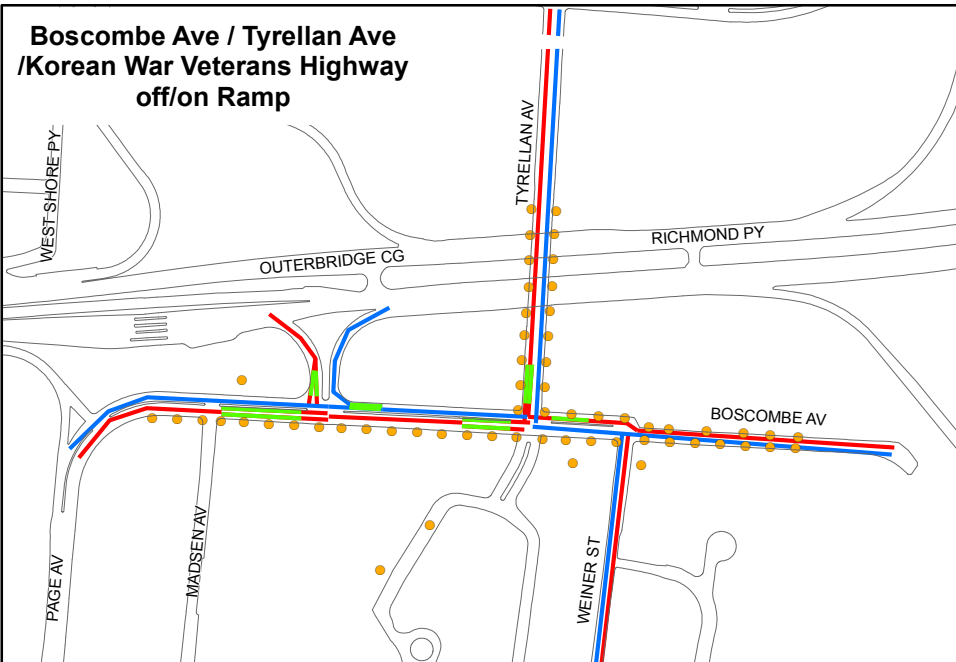 Boscombe Ave / Tyrellan Ave
/Korean War Veterans Highway
off/on Ramp
WEST SHORE PY
TYRELLAN AV
RICHMOND PY
OUTERBRIDGE CG
BOSCOMBE AV
MADSEN AV
PAGE AV
WEINER ST